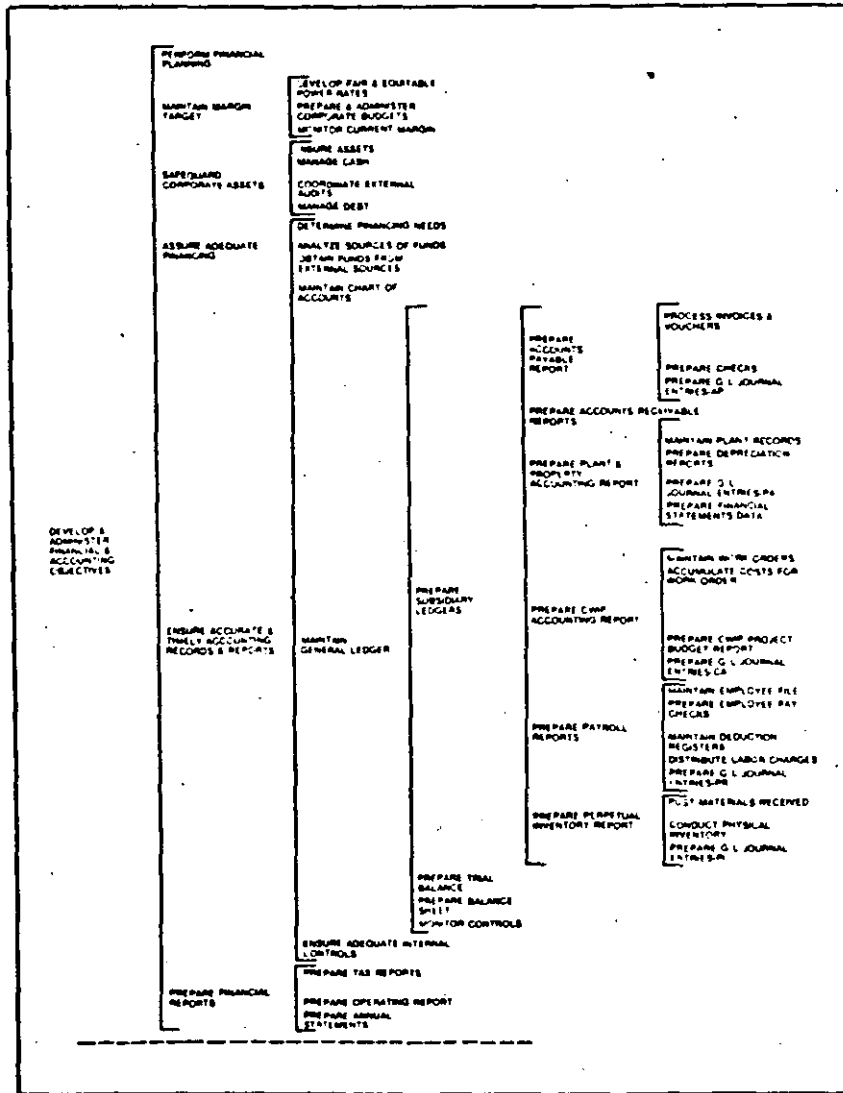 PERFORM FINANCIAL
PLANNING
MAINTAIN MARGIN
TARGET
DEVELOP FAIR & EQUITABLE
POWER RATES
PREPARE & ADMINISTER
CORPORATE BUDGETS
MONITOR CURRENT MARGIN
SAFEGUARD
CORPORATE ASSETS
INSURE ASSETS
MANAGE CASH
COORDINATE EXTERNAL
AUDITS
MANAGE DEBT
ASSURE ADEQUATE
FINANCING
DETERMINE FINANCING NEEDS
ANALYZE SOURCES OF FUNDS
OBTAIN FUNDS FROM
EXTERNAL SOURCES
MAINTAIN CHART OF
ACCOUNTS
DEVELOP &
ADMINISTER
FINANCIAL &
ACCOUNTING
OBJECTIVES
ENSURE ACCURATE &
TIMELY ACCOUNTING
RECORDS & REPORTS
MAINTAIN
GENERAL LEDGER
PREPARE
SUBSIDIARY
LEDGERS
PREPARE
ACCOUNTS
PAYABLE
REPORT
PROCESS INVOICES &
VOUCHERS
PREPARE CHECKS
PREPARE G L JOURNAL
ENTRIES-AP
PREPARE ACCOUNTS RECEIVABLE
REPORTS
PREPARE PLANT &
PROPERTY
ACCOUNTING REPORT
MAINTAIN PLANT RECORDS
PREPARE DEPRECIATION
REPORTS
PREPARE G L
JOURNAL ENTRIES-PA
PREPARE FINANCIAL
STATEMENTS DATA
PREPARE CWIP
ACCOUNTING REPORT
MAINTAIN WORK ORDERS
ACCUMULATE COSTS FOR
WORK ORDER
PREPARE CWIP PROJECT
BUDGET REPORT
PREPARE G L JOURNAL
ENTRIES-CA
PREPARE PAYROLL
REPORTS
MAINTAIN EMPLOYEE FILE
PREPARE EMPLOYEE PAY
CHECKS
MAINTAIN DEDUCTION
REGISTERS
DISTRIBUTE LABOR CHARGES
PREPARE G L JOURNAL
ENTRIES-PR
PREPARE PERPETUAL
INVENTORY REPORT
POST MATERIALS RECEIVED
CONDUCT PHYSICAL
INVENTORY
PREPARE G L JOURNAL
ENTRIES-PI
PREPARE TRIAL
BALANCE
PREPARE BALANCE
SHEET
MONITOR CONTROLS
ENSURE ADEQUATE INTERNAL
CONTROLS
PREPARE FINANCIAL
REPORTS
PREPARE TAX REPORTS
PREPARE OPERATING REPORT
PREPARE ANNUAL
STATEMENTS